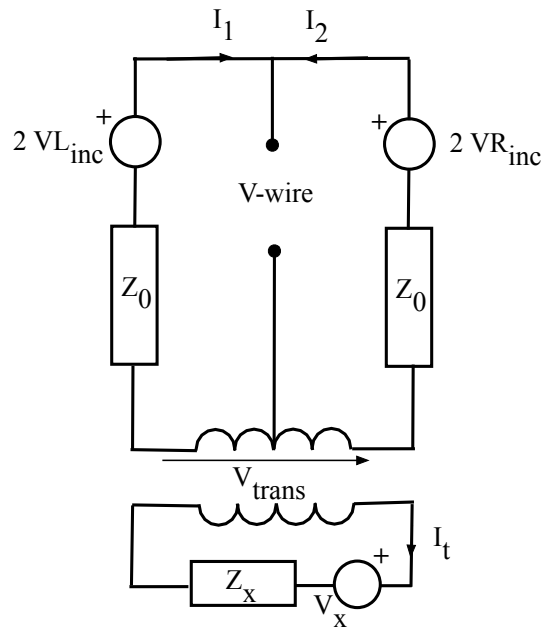 I1 I2
+ +
2 VLinc 2 VRinc
V-wire
Z0 Z0
Vtrans
It
Zx +
Vx